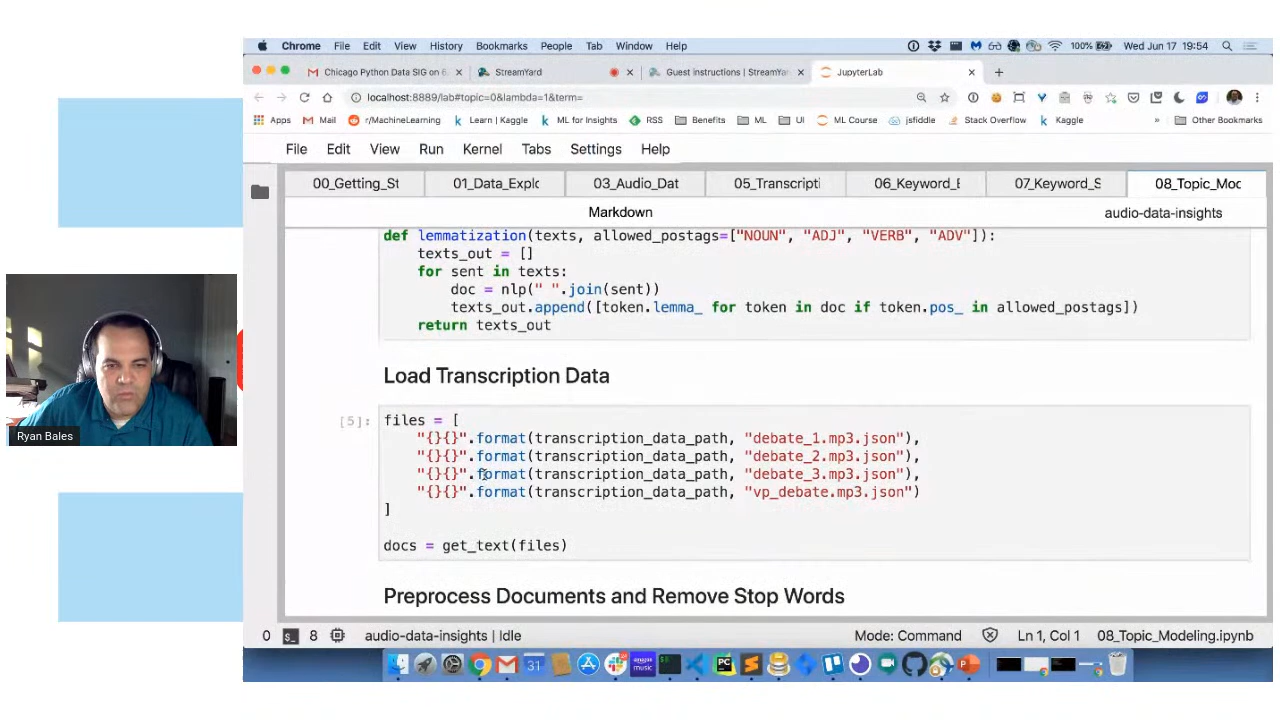 Chrome File Edit View History Bookmarks People Tab Window Help 100% Wed Jun 17 19:54
Chicago Python Data SIG on 6 StreamYard Guest Instructions | StreamYar JupyterLab
localhost:8889/lab#topic=0&lambda=1&term=
Apps Mail r/MachineLearning Learn | Kaggle ML for Insights RSS Benefits ML UI ML Course jsfiddle Stack Overflow Kaggle » Other Bookmarks
File Edit View Run Kernel Tabs Settings Help
00_Getting_St 01_Data_Explo 03_Audio_Dat 05_Transcripti 06_Keyword_E 07_Keyword_S 08_Topic_Moc
Markdown audio-data-insights
def lemmatization(texts, allowed_postags=["NOUN", "ADJ", "VERB", "ADV"]):
texts_out = []
for sent in texts:
doc = nlp(" ".join(sent))
texts_out.append([token.lemma_ for token in doc if token.pos_ in allowed_postags])
return texts_out
Load Transcription Data
[5]: files = [
"{}{}".format(transcription_data_path, "debate_1.mp3.json"),
"{}{}".format(transcription_data_path, "debate_2.mp3.json"),
"{}{}".format(transcription_data_path, "debate_3.mp3.json"),
"{}{}".format(transcription_data_path, "vp_debate.mp3.json")
]
docs = get_text(files)
Preprocess Documents and Remove Stop Words
0 8 audio-data-insights | Idle Mode: Command Ln 1, Col 1 08_Topic_Modeling.ipynb
Ryan Bales